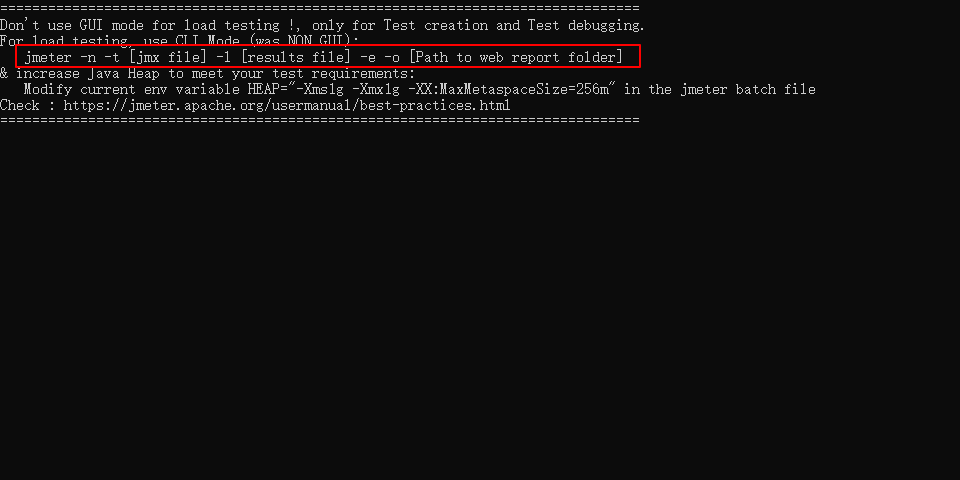 ================================================================================
Don't use GUI mode for load testing !, only for Test creation and Test debugging.
For load testing, use CLI Mode (was NON GUI):
   jmeter -n -t [jmx file] -l [results file] -e -o [Path to web report folder]
& increase Java Heap to meet your test requirements:
   Modify current env variable HEAP="-Xms1g -Xmx1g -XX:MaxMetaspaceSize=256m" in the jmeter batch file
Check : https://jmeter.apache.org/usermanual/best-practices.html
================================================================================